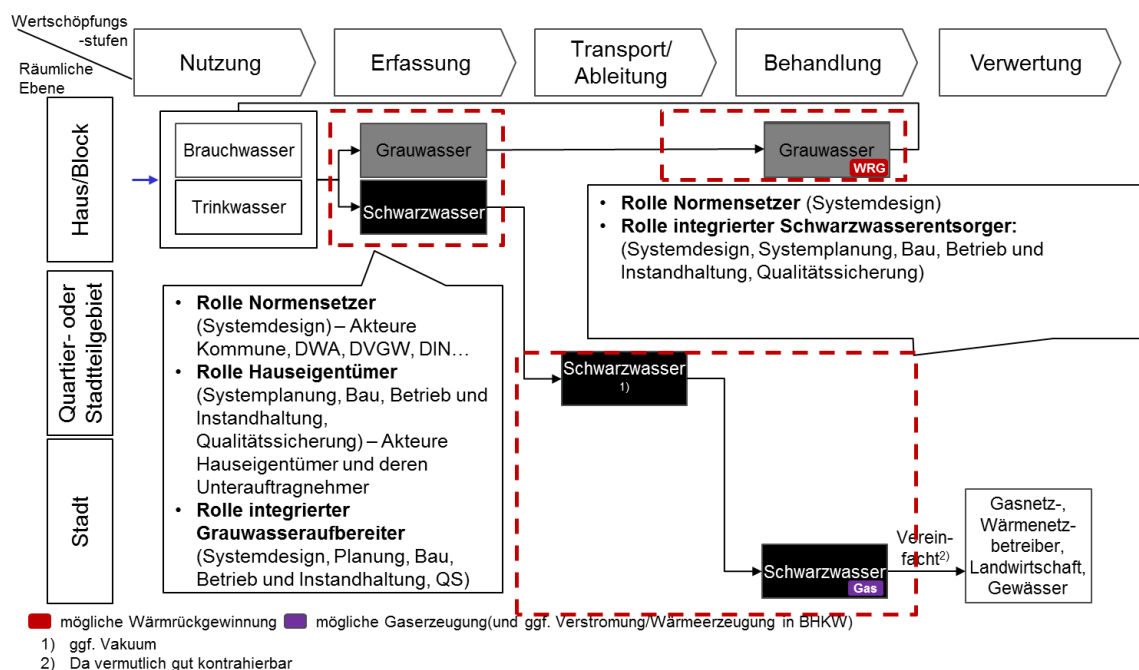 Wertschöpfungs
-stufen
Räumliche
Ebene
Nutzung
Erfassung
Transport/
Ableitung
Behandlung
Verwertung
Haus/Block
Brauchwasser
Trinkwasser
Grauwasser
Schwarzwasser
Grauwasser
WRG
• Rolle Normensetzer (Systemdesign)
• Rolle integrierter Schwarzwasserentsorger:
(Systemdesign, Systemplanung, Bau, Betrieb und
Instandhaltung, Qualitätssicherung)
Quartier- oder
Stadtteilgebiet
• Rolle Normensetzer
(Systemdesign) – Akteure
Kommune, DWA, DVGW, DIN…
• Rolle Hauseigentümer
(Systemplanung, Bau, Betrieb und
Instandhaltung,
Qualitätssicherung) – Akteure
Hauseigentümer und deren
Unterauftragnehmer
• Rolle integrierter
Grauwasseraufbereiter
(Systemdesign, Planung, Bau,
Betrieb und Instandhaltung, QS)
Schwarzwasser
1)
Stadt
Schwarzwasser
Gas
Verein-
facht2)
Gasnetz-,
Wärmenetz-
betreiber,
Landwirtschaft,
Gewässer
mögliche Wärmrückgewinnung
mögliche Gaserzeugung(und ggf. Verstromung/Wärmeerzeugung in BHKW)
1) ggf. Vakuum
2) Da vermutlich gut kontrahierbar